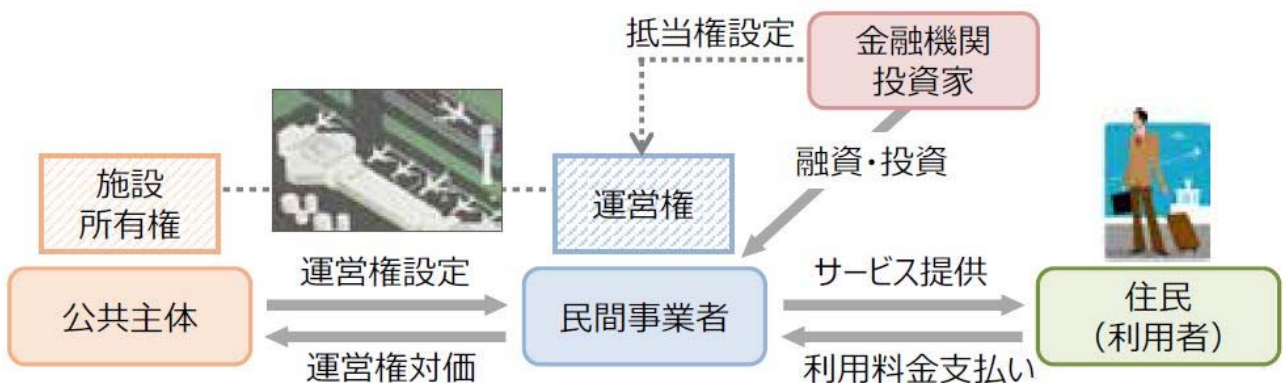 抵当権設定
金融機関
投資家
施設
所有権
運営権
融資・投資
運営権設定
サービス提供
公共主体
民間事業者
住民
（利用者）
運営権対価
利用料金支払い